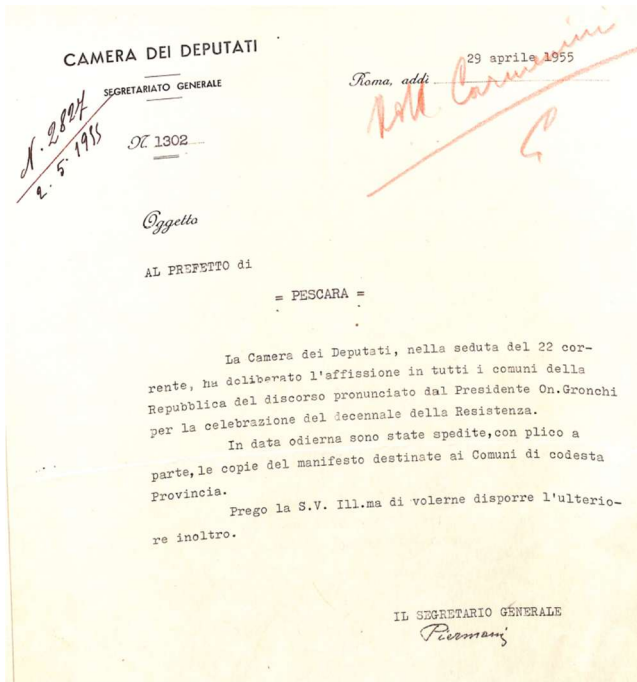 CAMERA DEI DEPUTATI
SEGRETARIATO GENERALE
29 aprile 1955
Roma, addì
N. 2827
2.5.1955
N. 1302
Oggetto
AL PREFETTO di
= PESCARA =
La Camera dei Deputati, nella seduta del 22 cor-
rente, ha deliberato l'affissione in tutti i comuni della
Repubblica del discorso pronunciato dal Presidente On.Gronchi
per la celebrazione del decennale della Resistenza.
In data odierna sono state spedite,con plico a
parte,le copie del manifesto destinate ai Comuni di codesta
Provincia.
Prego la S.V. Ill.ma di volerne disporre l'ulterio-
re inoltro.
IL SEGRETARIO GENERALE
Piermani